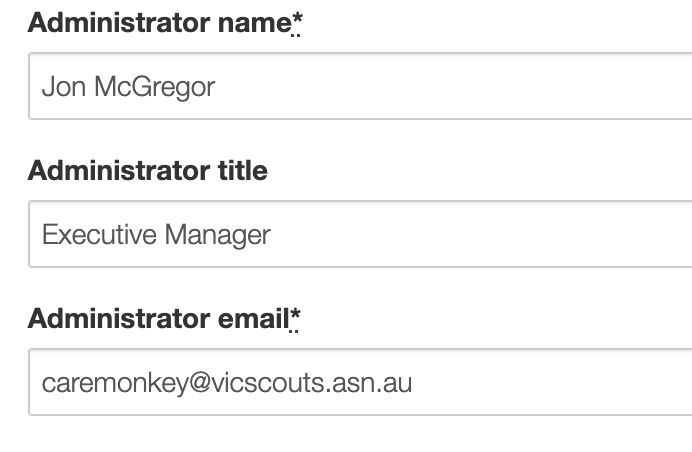 Administrator name*
Jon McGregor
Administrator title
Executive Manager
Administrator email*
caremonkey@vicscouts.asn.au